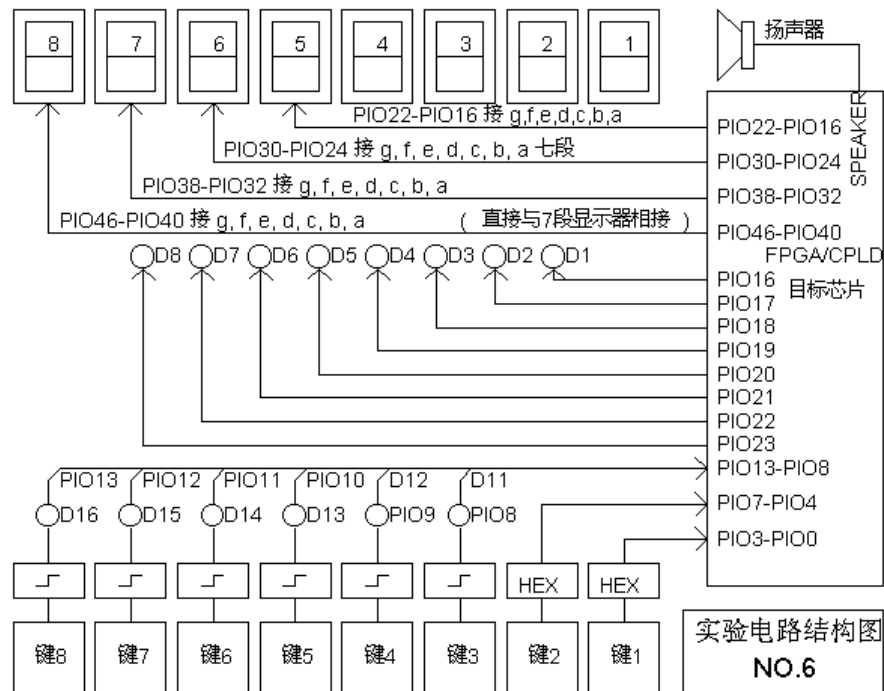 8 7 6 5 4 3 2 1
扬声器
SPEAKER
PIO22-PIO16 接 g,f,e,d,c,b,a
PIO22-PIO16
PIO30-PIO24 接 g, f, e, d, c, b, a 七段
PIO30-PIO24
PIO38-PIO32 接 g, f, e, d, c, b, a
PIO38-PIO32
PIO46-PIO40 接 g, f, e, d, c, b, a ( 直接与7段显示器相接 )
PIO46-PIO40
FPGA/CPLD
目标芯片
D8 D7 D6 D5 D4 D3 D2 D1
PIO16
PIO17
PIO18
PIO19
PIO20
PIO21
PIO22
PIO23
PIO13-PIO8
PIO7-PIO4
PIO3-PIO0
PIO13 PIO12 PIO11 PIO10 D12 D11
D16 D15 D14 D13 PIO9 PIO8
HEX HEX
键8 键7 键6 键5 键4 键3 键2 键1
实验电路结构图
NO.6